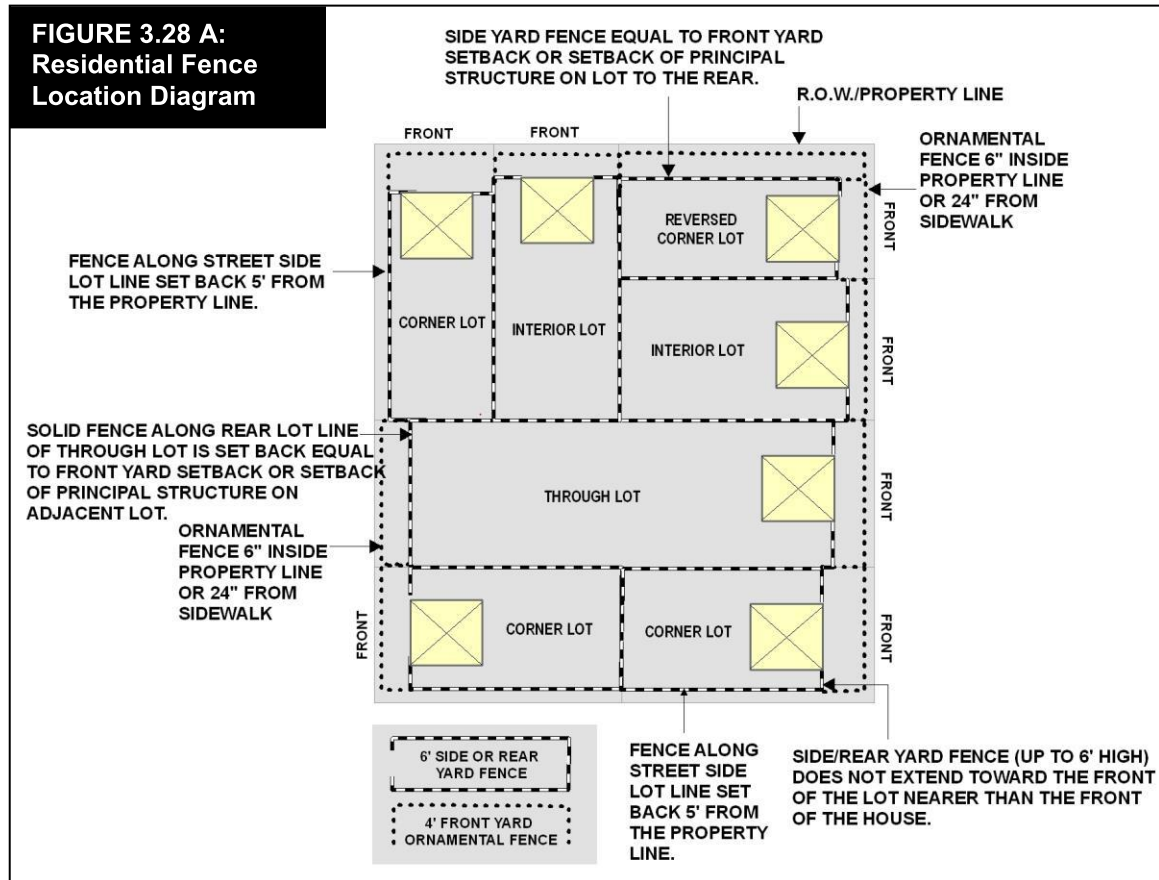 FIGURE 3.28 A:
Residential Fence
Location Diagram
SIDE YARD FENCE EQUAL TO FRONT YARD
SETBACK OR SETBACK OF PRINCIPAL
STRUCTURE ON LOT TO THE REAR.
R.O.W./PROPERTY LINE
ORNAMENTAL
FENCE 6" INSIDE
PROPERTY LINE
OR 24" FROM
SIDEWALK
FRONT
FRONT
FRONT
REVERSED
CORNER LOT
FENCE ALONG STREET SIDE
LOT LINE SET BACK 5' FROM
THE PROPERTY LINE.
CORNER LOT
INTERIOR LOT
INTERIOR LOT
FRONT
SOLID FENCE ALONG REAR LOT LINE
OF THROUGH LOT IS SET BACK EQUAL
TO FRONT YARD SETBACK OR SETBACK
OF PRINCIPAL STRUCTURE ON
ADJACENT LOT.
THROUGH LOT
FRONT
ORNAMENTAL
FENCE 6" INSIDE
PROPERTY LINE
OR 24" FROM
SIDEWALK
FRONT
CORNER LOT
CORNER LOT
FRONT
6' SIDE OR REAR
YARD FENCE
4' FRONT YARD
ORNAMENTAL FENCE
FENCE ALONG
STREET SIDE
LOT LINE SET
BACK 5' FROM
THE PROPERTY
LINE.
SIDE/REAR YARD FENCE (UP TO 6' HIGH)
DOES NOT EXTEND TOWARD THE FRONT
OF THE LOT NEARER THAN THE FRONT
OF THE HOUSE.